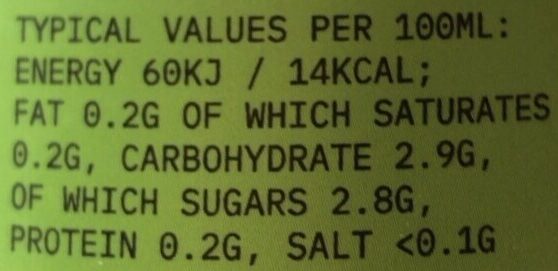 TYPICAL VALUES PER 100ML:
ENERGY 60KJ / 14KCAL;
FAT 0.2G OF WHICH SATURATES
0.2G, CARBOHYDRATE 2.9G,
OF WHICH SUGARS 2.8G,
PROTEIN 0.2G, SALT <0.1G